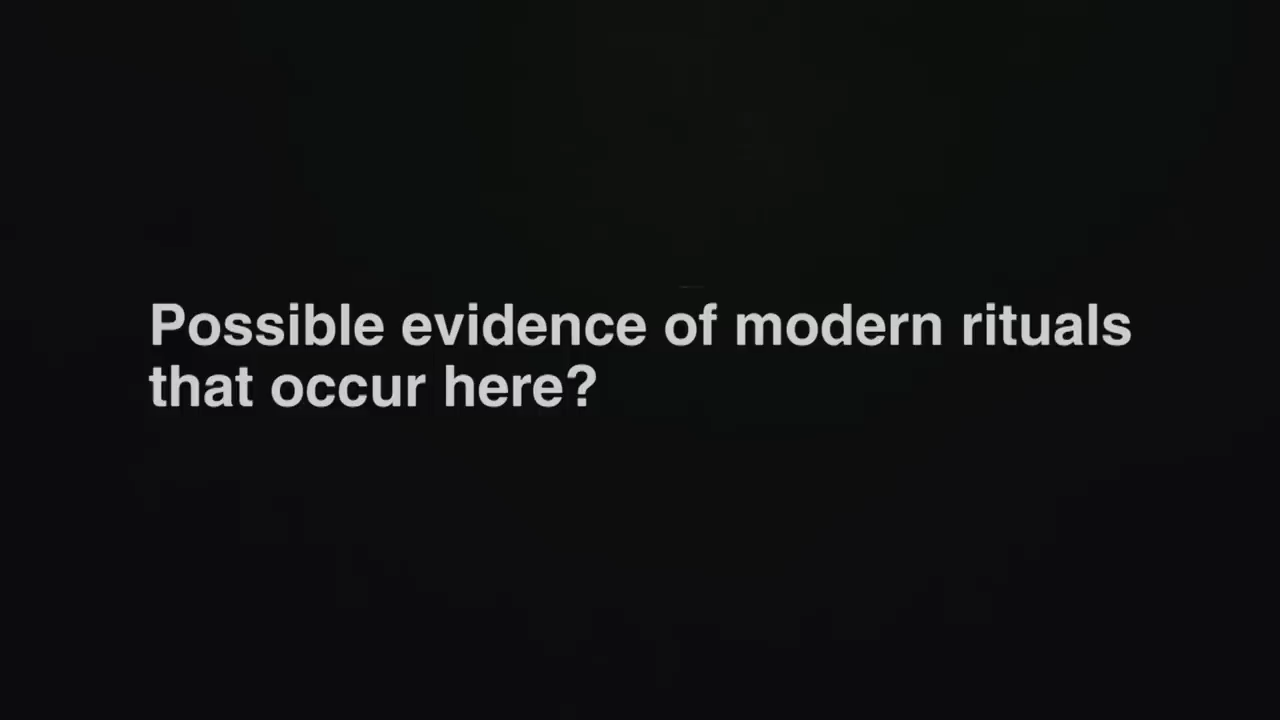 Possible evidence of modern rituals
that occur here?